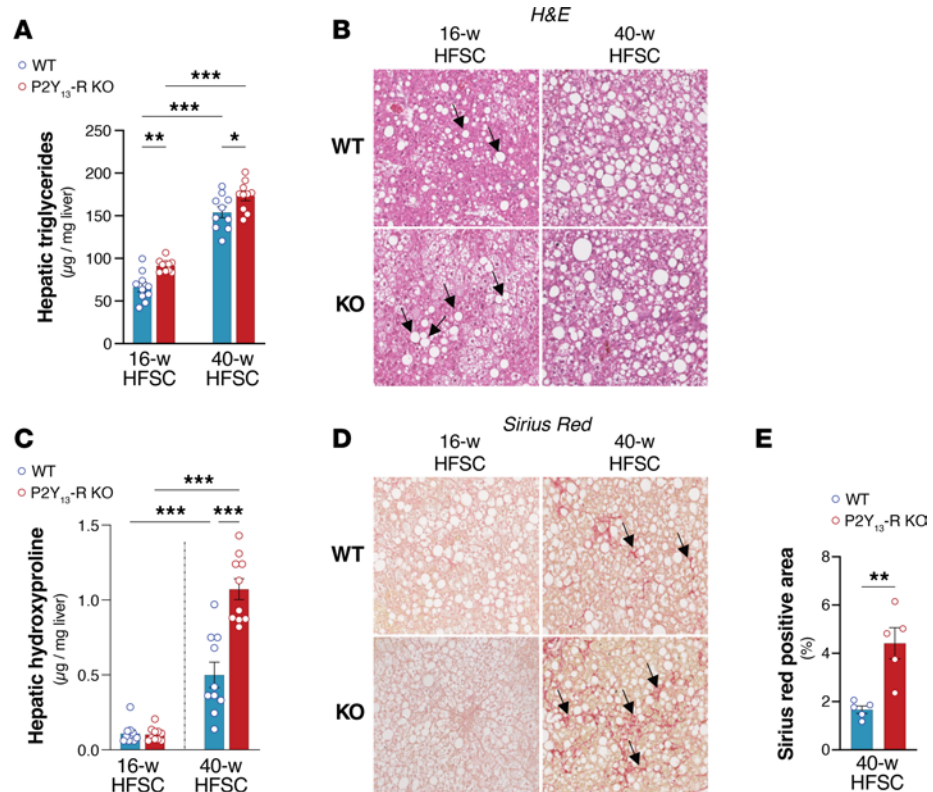 A
WT
P2Y13-R KO
***
***
**
*
Hepatic triglycerides
(µg / mg liver)
250
200
150
100
50
0
16-w
HFSC
40-w
HFSC
B
H&E
16-w
HFSC
40-w
HFSC
WT
KO
C
WT
P2Y13-R KO
***
***
***
Hepatic hydroxyproline
(µg / mg liver)
1.5
1.0
0.5
0.0
16-w
HFSC
40-w
HFSC
D
Sirius Red
16-w
HFSC
40-w
HFSC
WT
KO
E
WT
P2Y13-R KO
**
Sirius red positive area
(%)
8
6
4
2
0
40-w
HFSC